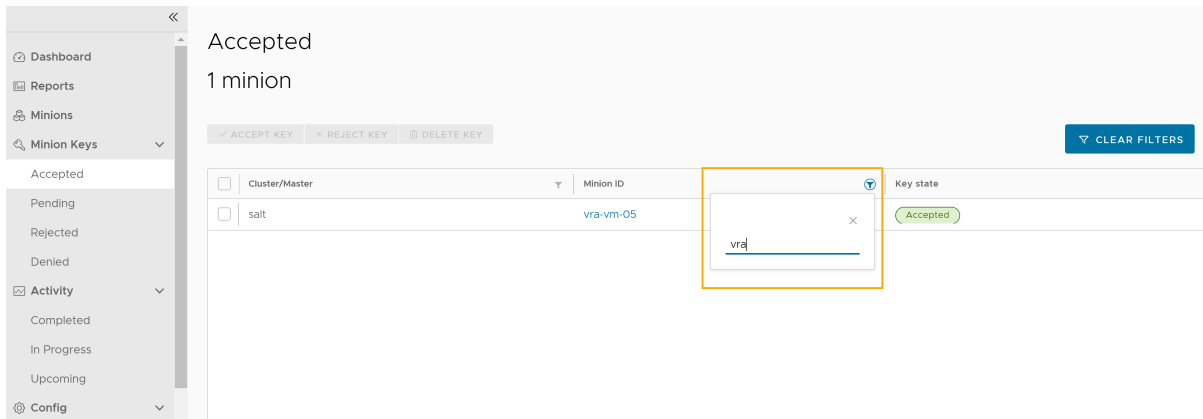 Dashboard
Reports
Minions
Minion Keys
Accepted
Pending
Rejected
Denied
Activity
Completed
In Progress
Upcoming
Config
Accepted
1 minion
ACCEPT KEY REJECT KEY DELETE KEY
CLEAR FILTERS
Cluster/Master Minion ID Key state
salt vra-vm-05 Accepted
vra